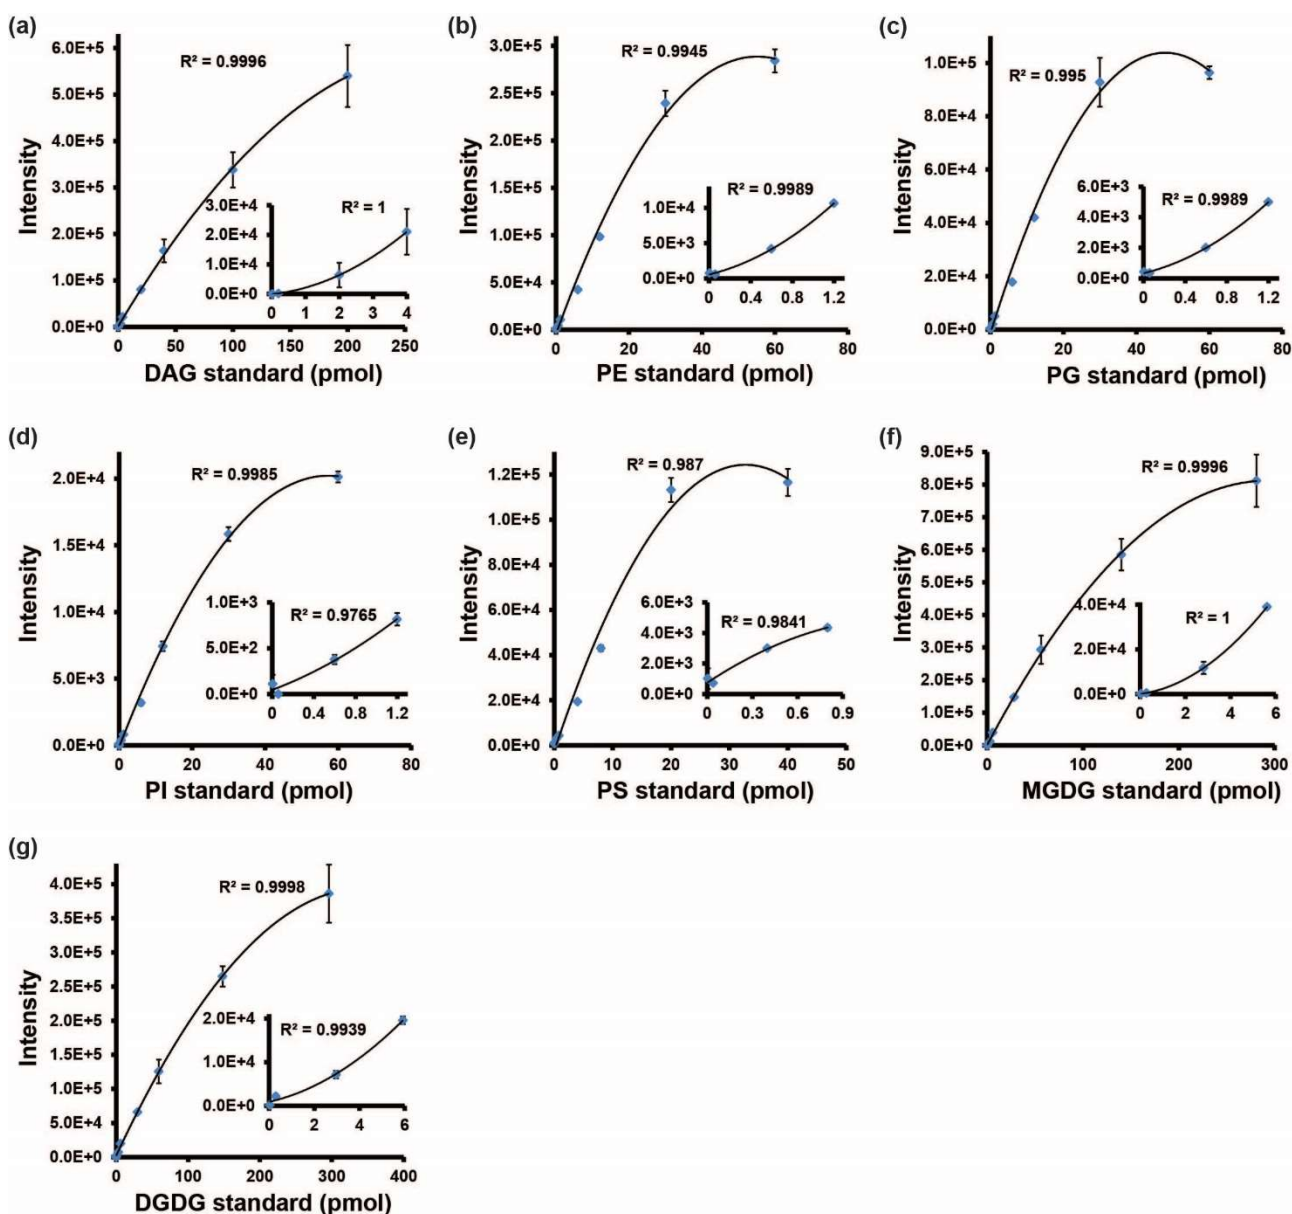 (a)
6.0E+5
5.0E+5
4.0E+5
3.0E+5
2.0E+5
1.0E+5
0.0E+0
Intensity
R² = 0.9996
3.0E+4
2.0E+4
1.0E+4
0.0E+0
R² = 1
0 1 2 3 4
0 50 100 150 200 250
DAG standard (pmol)
(b)
3.0E+5
2.5E+5
2.0E+5
1.5E+5
1.0E+5
5.0E+4
0.0E+0
Intensity
R² = 0.9945
R² = 0.9989
1.0E+4
5.0E+3
0.0E+0
0 0.4 0.8 1.2
0 20 40 60 80
PE standard (pmol)
(c)
1.0E+5
8.0E+4
6.0E+4
4.0E+4
2.0E+4
0.0E+0
Intensity
R² = 0.995
6.0E+3
4.0E+3
2.0E+3
0.0E+0
R² = 0.9989
0 0.4 0.8 1.2
0 20 40 60 80
PG standard (pmol)
(d)
2.0E+4
1.5E+4
1.0E+4
5.0E+3
0.0E+0
Intensity
R² = 0.9985
1.0E+3
5.0E+2
0.0E+0
R² = 0.9765
0 0.4 0.8 1.2
0 20 40 60 80
PI standard (pmol)
(e)
1.2E+5
1.0E+5
8.0E+4
6.0E+4
4.0E+4
2.0E+4
0.0E+0
Intensity
R² = 0.987
6.0E+3
4.0E+3
2.0E+3
0.0E+0
R² = 0.9841
0 0.3 0.6 0.9
0 10 20 30 40 50
PS standard (pmol)
(f)
9.0E+5
8.0E+5
7.0E+5
6.0E+5
5.0E+5
4.0E+5
3.0E+5
2.0E+5
1.0E+5
0.0E+0
Intensity
R² = 0.9996
4.0E+4
2.0E+4
0.0E+0
R² = 1
0 2 4 6
0 100 200 300
MGDG standard (pmol)
(g)
4.0E+5
3.5E+5
3.0E+5
2.5E+5
2.0E+5
1.5E+5
1.0E+5
5.0E+4
0.0E+0
Intensity
R² = 0.9998
2.0E+4
1.0E+4
0.0E+0
R² = 0.9939
0 2 4 6
0 100 200 300 400
DGDG standard (pmol)